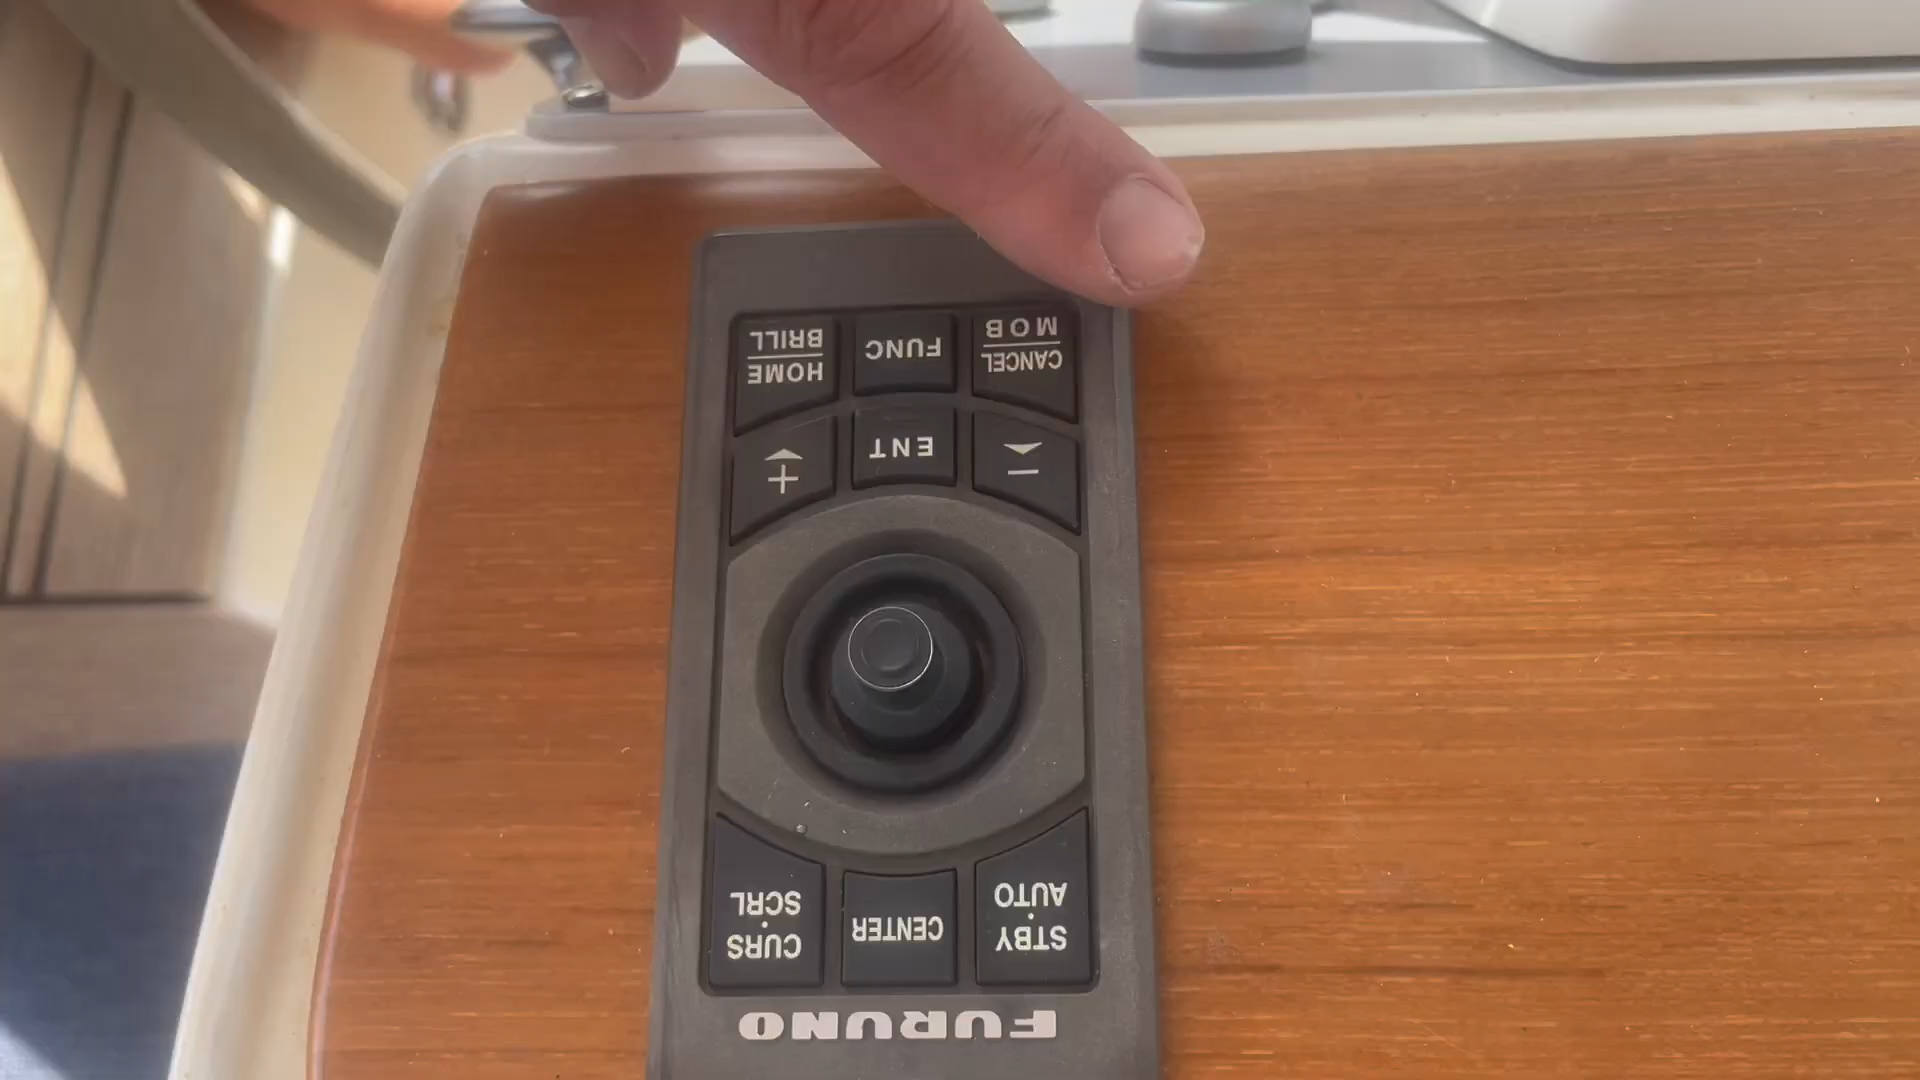 FURUNO
STBY
AUTO
CENTER
CURS
SCRL
−
ENT
+
CANCEL
MOB
FUNC
HOME
BRILL